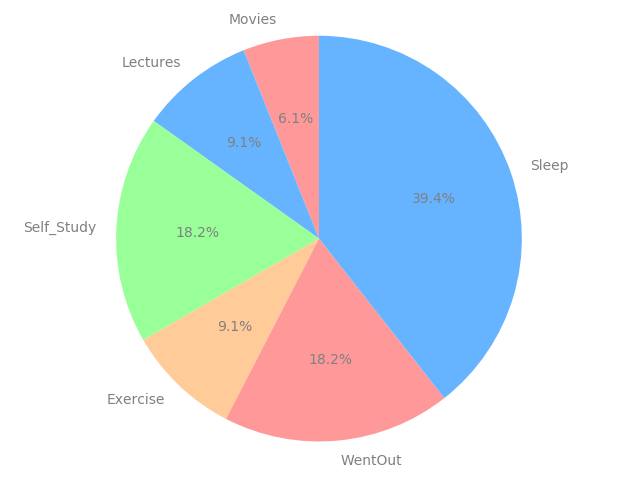 Movies
Lectures
6.1%
9.1%
Sleep
39.4%
Self_Study
18.2%
9.1%
18.2%
Exercise
WentOut